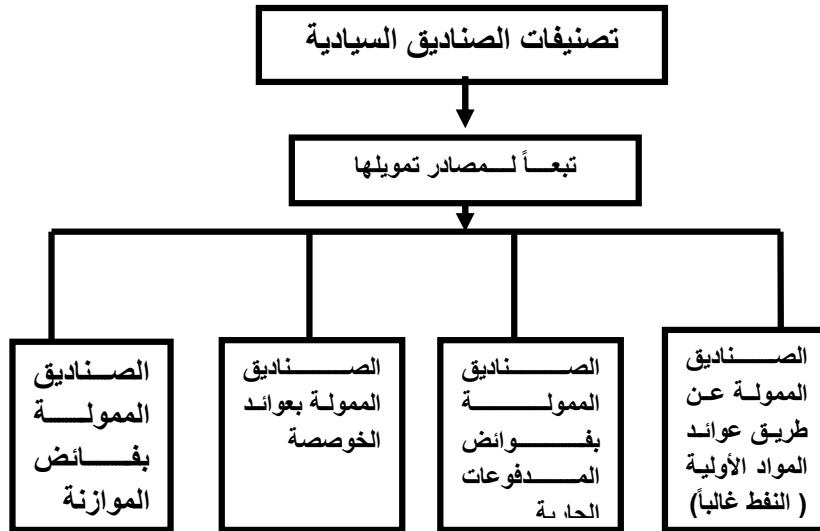 تصنيفات الصناديق السيادية
تبعاً لمصادر تمويلها
الصناديق
الممولة عن
طريق عوائد
المواد الأولية
( النفط غالباً)
الصناديق
الممولة
بفوائض
المدفوعات
الجارية
الصناديق
الممولة بعوائد
الخوصصة
الصناديق
الممولة
بفائض
الموازنة